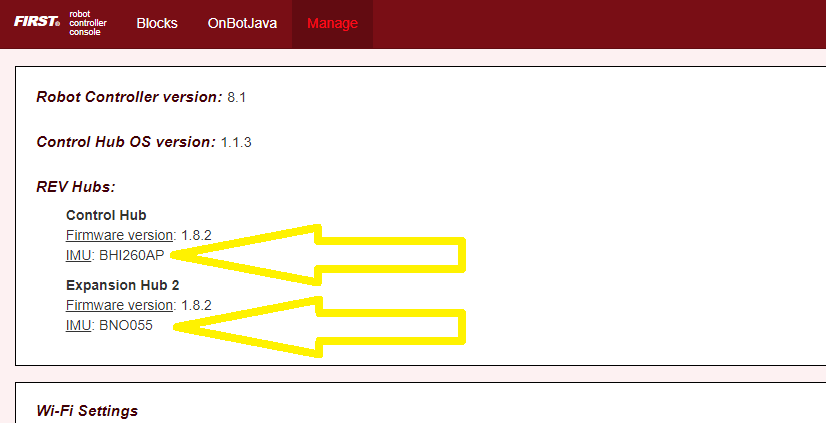 FIRST® robot controller console Blocks OnBotJava Manage
Robot Controller version: 8.1
Control Hub OS version: 1.1.3
REV Hubs:
Control Hub
Firmware version: 1.8.2
IMU: BHI260AP
Expansion Hub 2
Firmware version: 1.8.2
IMU: BNO055
Wi-Fi Settings